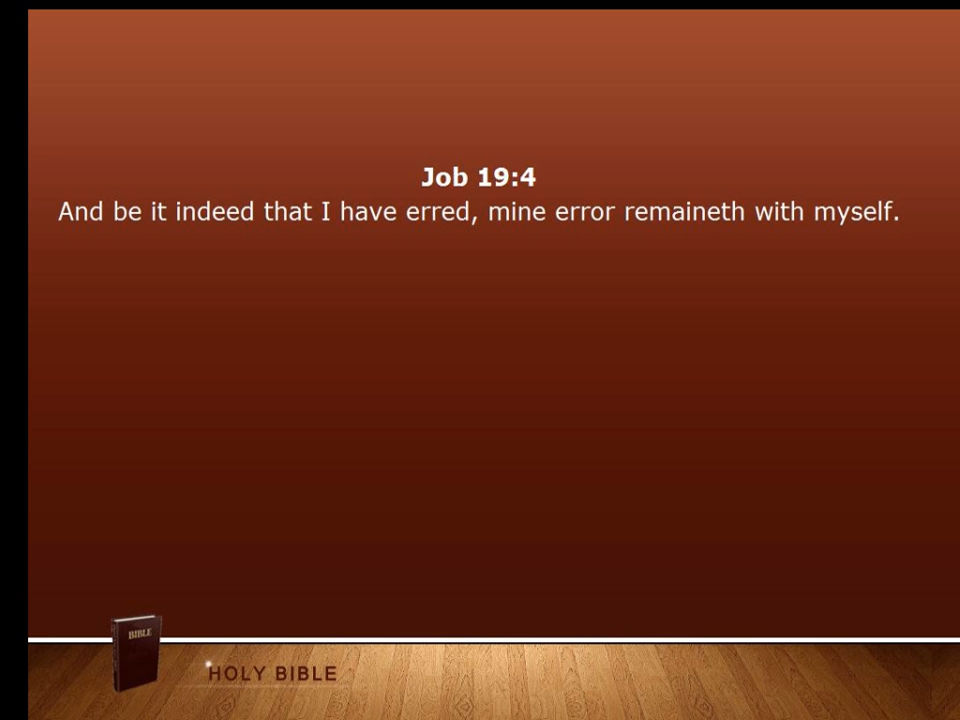 Job 19:4
And be it indeed that I have erred, mine error remaineth with myself.
BIBLE
HOLY BIBLE